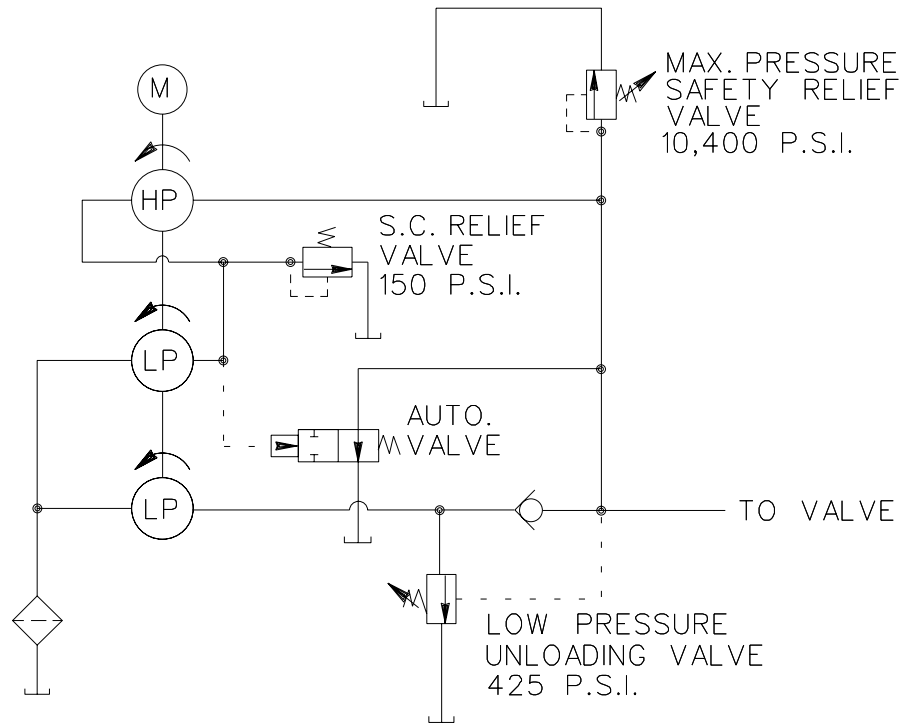 MAX. PRESSURE
SAFETY RELIEF
VALVE
10,400 P.S.I.
M
HP
S.C. RELIEF
VALVE
150 P.S.I.
LP
AUTO.
VALVE
LP
TO VALVE
LOW PRESSURE
UNLOADING VALVE
425 P.S.I.